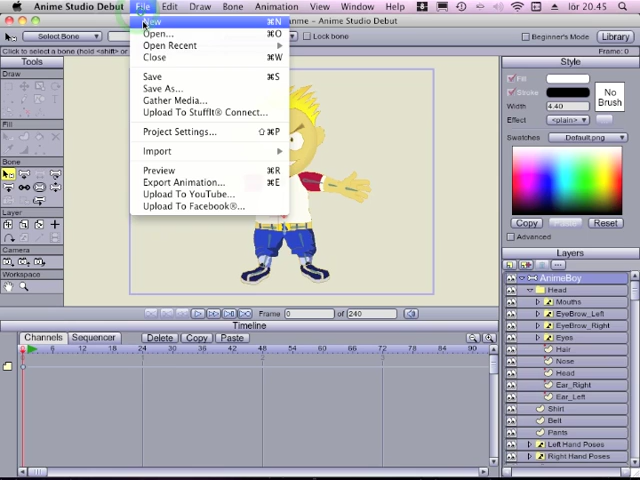 Anime Studio Debut File Edit Draw Bone Animation View Window Help lör 20.45
nme – Anime Studio Debut
Select Bone Lock bone Beginner's Mode Library
Click to select a bone (hold <shift> or Frame: 0
New ⌘N
Open... ⌘O
Open Recent
Close ⌘W
Save ⌘S
Save As...
Gather Media...
Upload To StuffIt® Connect...
Project Settings... ⇧⌘P
Import
Preview ⌘R
Export Animation... ⌘E
Upload To YouTube...
Upload To Facebook®...
Tools
Draw
Fill
Bone
Layer
Camera
Workspace
Style
Fill
Stroke
Width 4.40
No Brush
Effect <plain>
Swatches Default.png
Copy Reset
Advanced
Layers
AnimeBoy
Head
Mouths
EyeBrow_Left
EyeBrow_Right
Eyes
Hair
Nose
Head
Ear_Right
Ear_Left
Shirt
Belt
Pants
Left Hand Poses
Right Hand Poses
Frame 0 of 240
Timeline
Channels Sequencer Delete Copy Paste
0 6 12 18 24 30 36 42 48 54 60 66 72 78 84 90
1 2 3